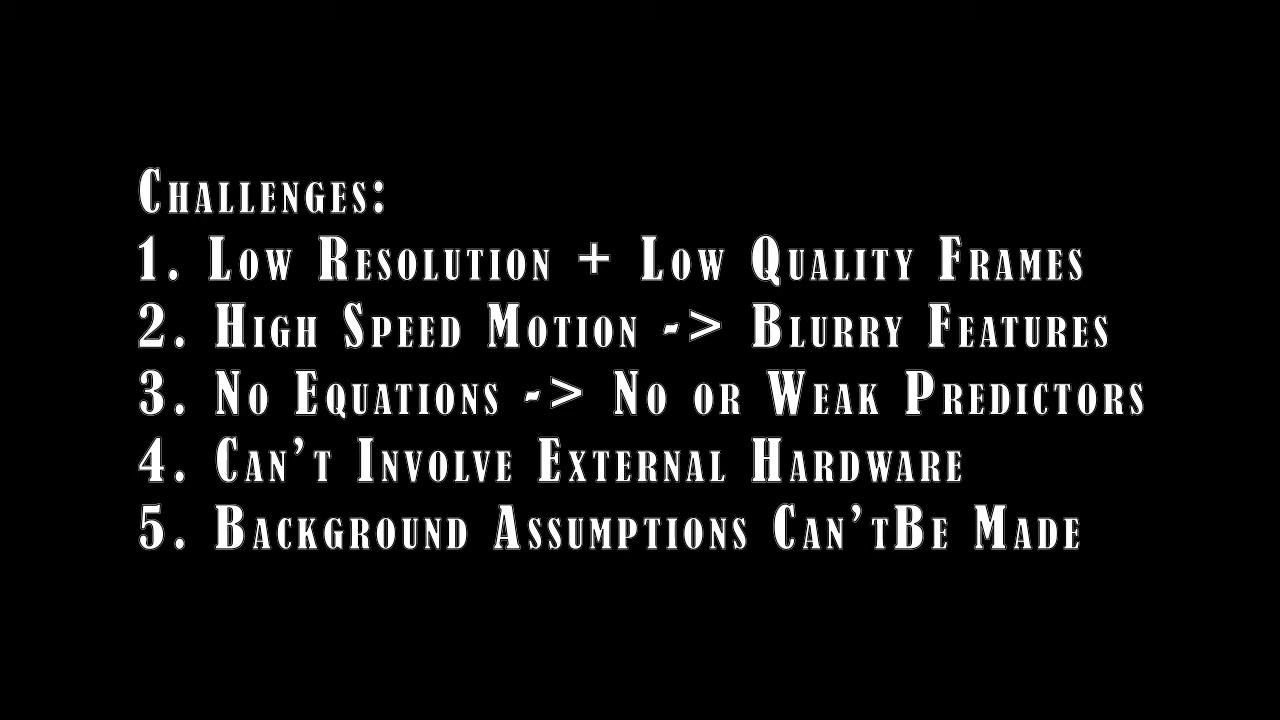 Challenges:
1. Low Resolution + Low Quality Frames
2. High Speed Motion -> Blurry Features
3. No Equations -> No or Weak Predictors
4. Can’t Involve External Hardware
5. Background Assumptions Can’tBe Made